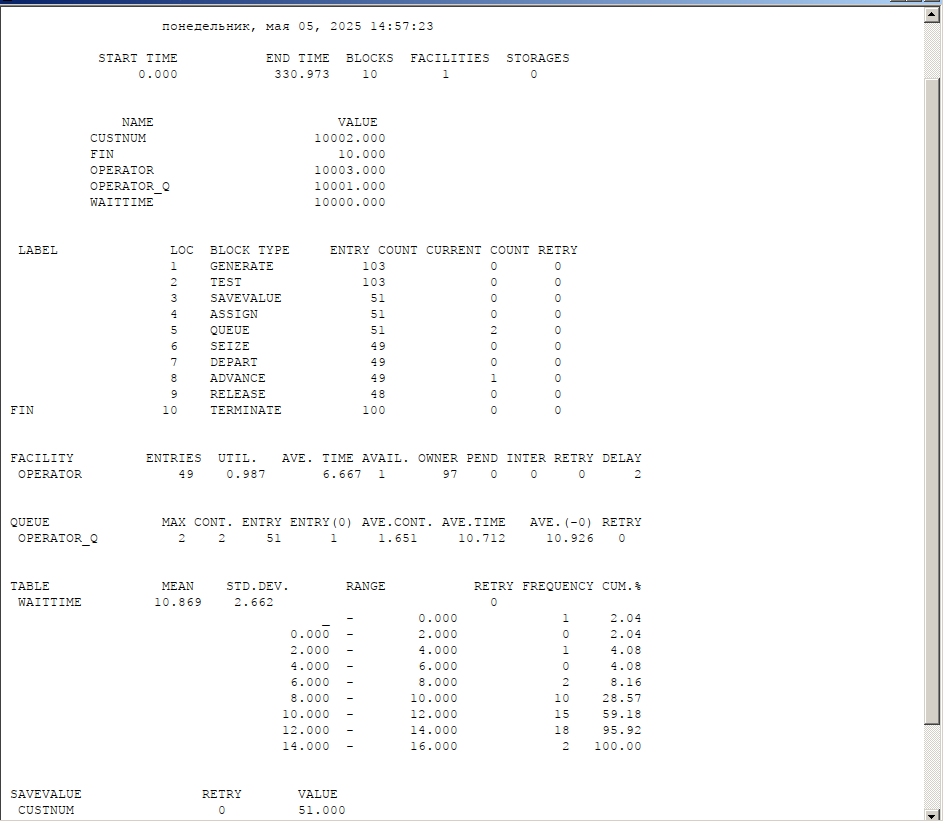 понедельник, мая 05, 2025 14:57:23
START TIME END TIME BLOCKS FACILITIES STORAGES
0.000 330.973 10 1 0
NAME VALUE
CUSTNUM 10002.000
FIN 10.000
OPERATOR 10003.000
OPERATOR_Q 10001.000
WAITTIME 10000.000
LABEL LOC BLOCK TYPE ENTRY COUNT CURRENT COUNT RETRY
1 GENERATE 103 0 0
2 TEST 103 0 0
3 SAVEVALUE 51 0 0
4 ASSIGN 51 0 0
5 QUEUE 51 2 0
6 SEIZE 49 0 0
7 DEPART 49 0 0
8 ADVANCE 49 1 0
9 RELEASE 48 0 0
FIN 10 TERMINATE 100 0 0
FACILITY ENTRIES UTIL. AVE. TIME AVAIL. OWNER PEND INTER RETRY DELAY
OPERATOR 49 0.987 6.667 1 97 0 0 0 2
QUEUE MAX CONT. ENTRY ENTRY(0) AVE.CONT. AVE.TIME AVE.(-0) RETRY
OPERATOR_Q 2 2 51 1 1.651 10.712 10.926 0
TABLE MEAN STD.DEV. RANGE RETRY FREQUENCY CUM.%
WAITTIME 10.869 2.662 0
_ - 0.000 1 2.04
0.000 - 2.000 0 2.04
2.000 - 4.000 1 4.08
4.000 - 6.000 0 4.08
6.000 - 8.000 2 8.16
8.000 - 10.000 10 28.57
10.000 - 12.000 15 59.18
12.000 - 14.000 18 95.92
14.000 - 16.000 2 100.00
SAVEVALUE RETRY VALUE
CUSTNUM 0 51.000